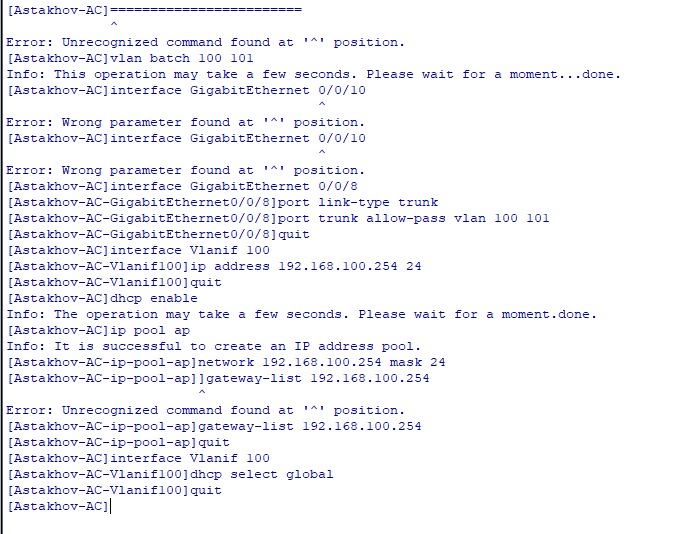 [Astakhov-AC]========================
^
Error: Unrecognized command found at '^' position.
[Astakhov-AC]vlan batch 100 101
Info: This operation may take a few seconds. Please wait for a moment...done.
[Astakhov-AC]interface GigabitEthernet 0/0/10
^
Error: Wrong parameter found at '^' position.
[Astakhov-AC]interface GigabitEthernet 0/0/10
^
Error: Wrong parameter found at '^' position.
[Astakhov-AC]interface GigabitEthernet 0/0/8
[Astakhov-AC-GigabitEthernet0/0/8]port link-type trunk
[Astakhov-AC-GigabitEthernet0/0/8]port trunk allow-pass vlan 100 101
[Astakhov-AC-GigabitEthernet0/0/8]quit
[Astakhov-AC]interface Vlanif 100
[Astakhov-AC-Vlanif100]ip address 192.168.100.254 24
[Astakhov-AC-Vlanif100]quit
[Astakhov-AC]dhcp enable
Info: The operation may take a few seconds. Please wait for a moment.done.
[Astakhov-AC]ip pool ap
Info: It is successful to create an IP address pool.
[Astakhov-AC-ip-pool-ap]network 192.168.100.254 mask 24
[Astakhov-AC-ip-pool-ap]]gateway-list 192.168.100.254
^
Error: Unrecognized command found at '^' position.
[Astakhov-AC-ip-pool-ap]gateway-list 192.168.100.254
[Astakhov-AC-ip-pool-ap]quit
[Astakhov-AC]interface Vlanif 100
[Astakhov-AC-Vlanif100]dhcp select global
[Astakhov-AC-Vlanif100]quit
[Astakhov-AC]